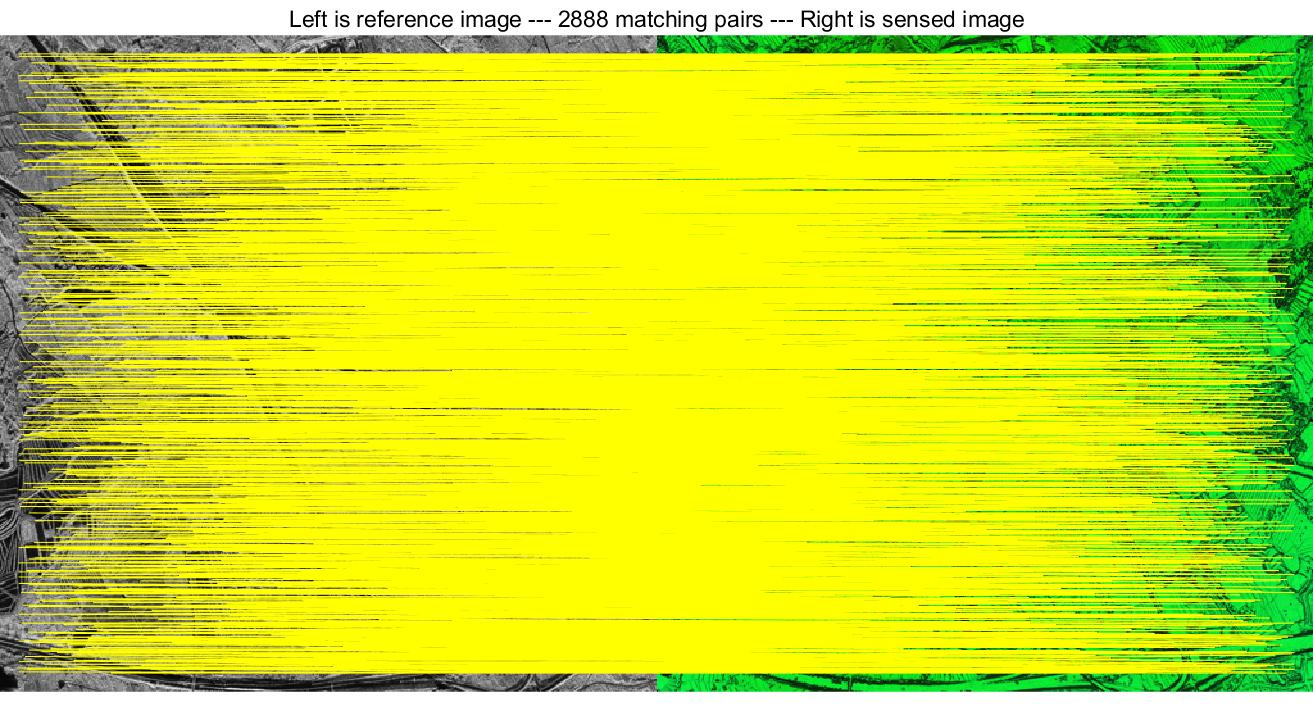 Left is reference image --- 2888 matching pairs --- Right is sensed image